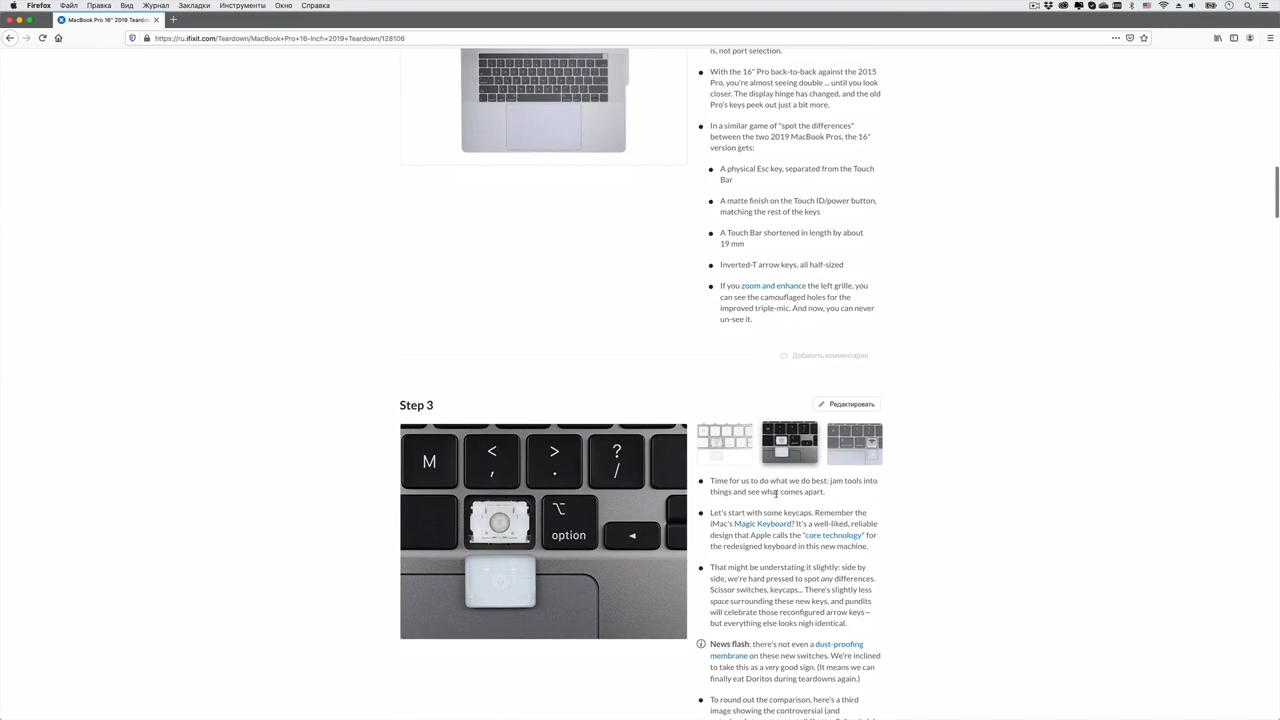 Firefox Файл Правка Вид Журнал Закладки Инструменты Окно Справка
MacBook Pro 16" 2019 Teardo
https://ru.ifixit.com/Teardown/MacBook+Pro+16-Inch+2019+Teardown/128106
is, not port selection.
With the 16" Pro back-to-back against the 2015
Pro, you're almost seeing double ... until you look
closer. The display hinge has changed, and the old
Pro's keys peek out just a bit more.
In a similar game of "spot the differences"
between the two 2019 MacBook Pros, the 16"
version gets:
A physical Esc key, separated from the Touch
Bar
A matte finish on the Touch ID/power button,
matching the rest of the keys
A Touch Bar shortened in length by about
19 mm
Inverted-T arrow keys, all half-sized
If you zoom and enhance the left grille, you
can see the camouflaged holes for the
improved triple-mic. And now, you can never
un-see it.
Добавить комментарий
Step 3
Редактировать
M < , > . ? /
option
Time for us to do what we do best: jam tools into
things and see what comes apart.
Let's start with some keycaps. Remember the
iMac's Magic Keyboard? It's a well-liked, reliable
design that Apple calls the "core technology" for
the redesigned keyboard in this new machine.
That might be understating it slightly: side by
side, we're hard pressed to spot any differences.
Scissor switches, keycaps... There's slightly less
space surrounding these new keys, and pundits
will celebrate those reconfigured arrow keys—
but everything else looks nigh identical.
News flash: there's not even a dust-proofing
membrane on these new switches. We're inclined
to take this as a very good sign. (It means we can
finally eat Doritos during teardowns again.)
To round out the comparison, here's a third
image showing the controversial (and